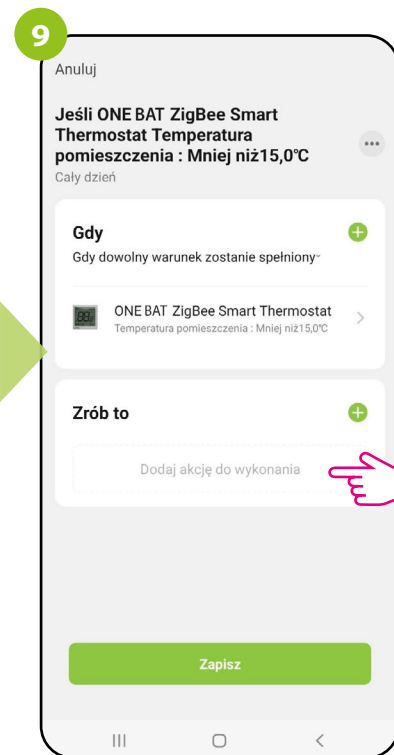 9
Anuluj
Jeśli ONE BAT ZigBee Smart
Thermostat Temperatura
pomieszczenia : Mniej niż15,0°C
Cały dzień
Gdy
Gdy dowolny warunek zostanie spełniony
ONE BAT ZigBee Smart Thermostat
Temperatura pomieszczenia : Mniej niż15,0°C
Zrób to
Dodaj akcję do wykonania
Zapisz